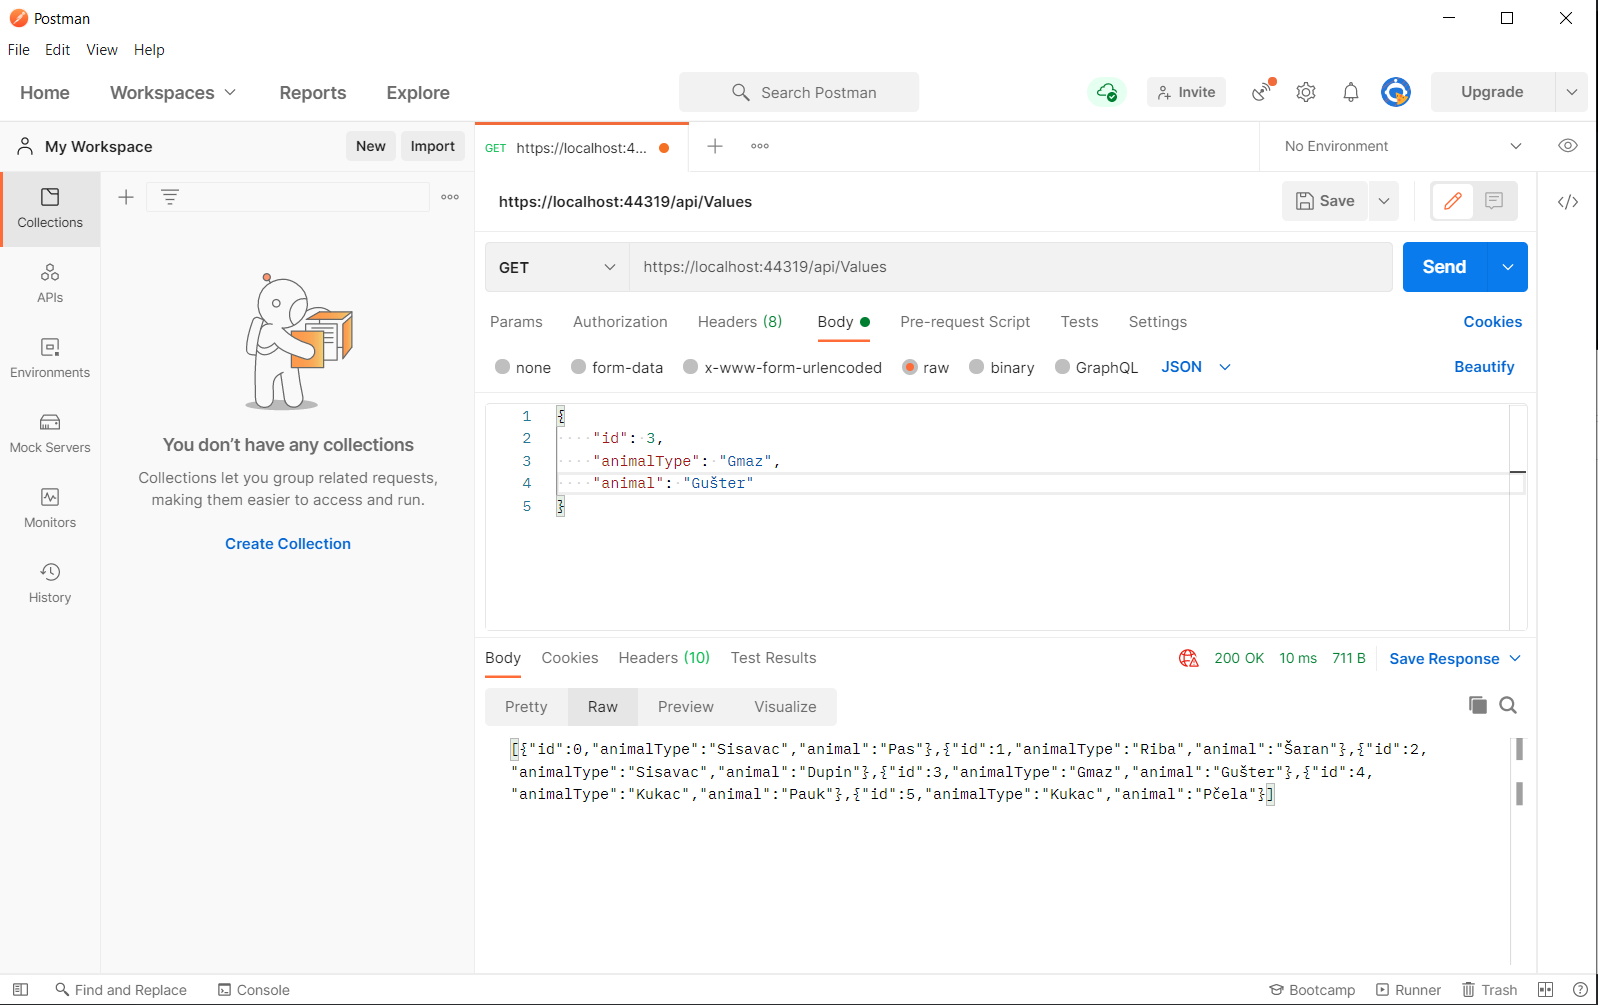 Postman
File Edit View Help
Home Workspaces Reports Explore Search Postman Invite Upgrade
My Workspace New Import GET https://localhost:4... No Environment
Collections
APIs
Environments
Mock Servers
Monitors
History
You don’t have any collections
Collections let you group related requests,
making them easier to access and run.
Create Collection
https://localhost:44319/api/Values Save
GET https://localhost:44319/api/Values Send
Params Authorization Headers (8) Body Pre-request Script Tests Settings Cookies
none form-data x-www-form-urlencoded raw binary GraphQL JSON Beautify
1 {
2 ····"id":·3,
3 ····"animalType":·"Gmaz",
4 ····"animal":·"Gušter"
5 }
Body Cookies Headers (10) Test Results 200 OK 10 ms 711 B Save Response
Pretty Raw Preview Visualize
[{"id":0,"animalType":"Sisavac","animal":"Pas"},{"id":1,"animalType":"Riba","animal":"Šaran"},{"id":2,
"animalType":"Sisavac","animal":"Dupin"},{"id":3,"animalType":"Gmaz","animal":"Gušter"},{"id":4,
"animalType":"Kukac","animal":"Pauk"},{"id":5,"animalType":"Kukac","animal":"Pčela"}]
Find and Replace Console Bootcamp Runner Trash